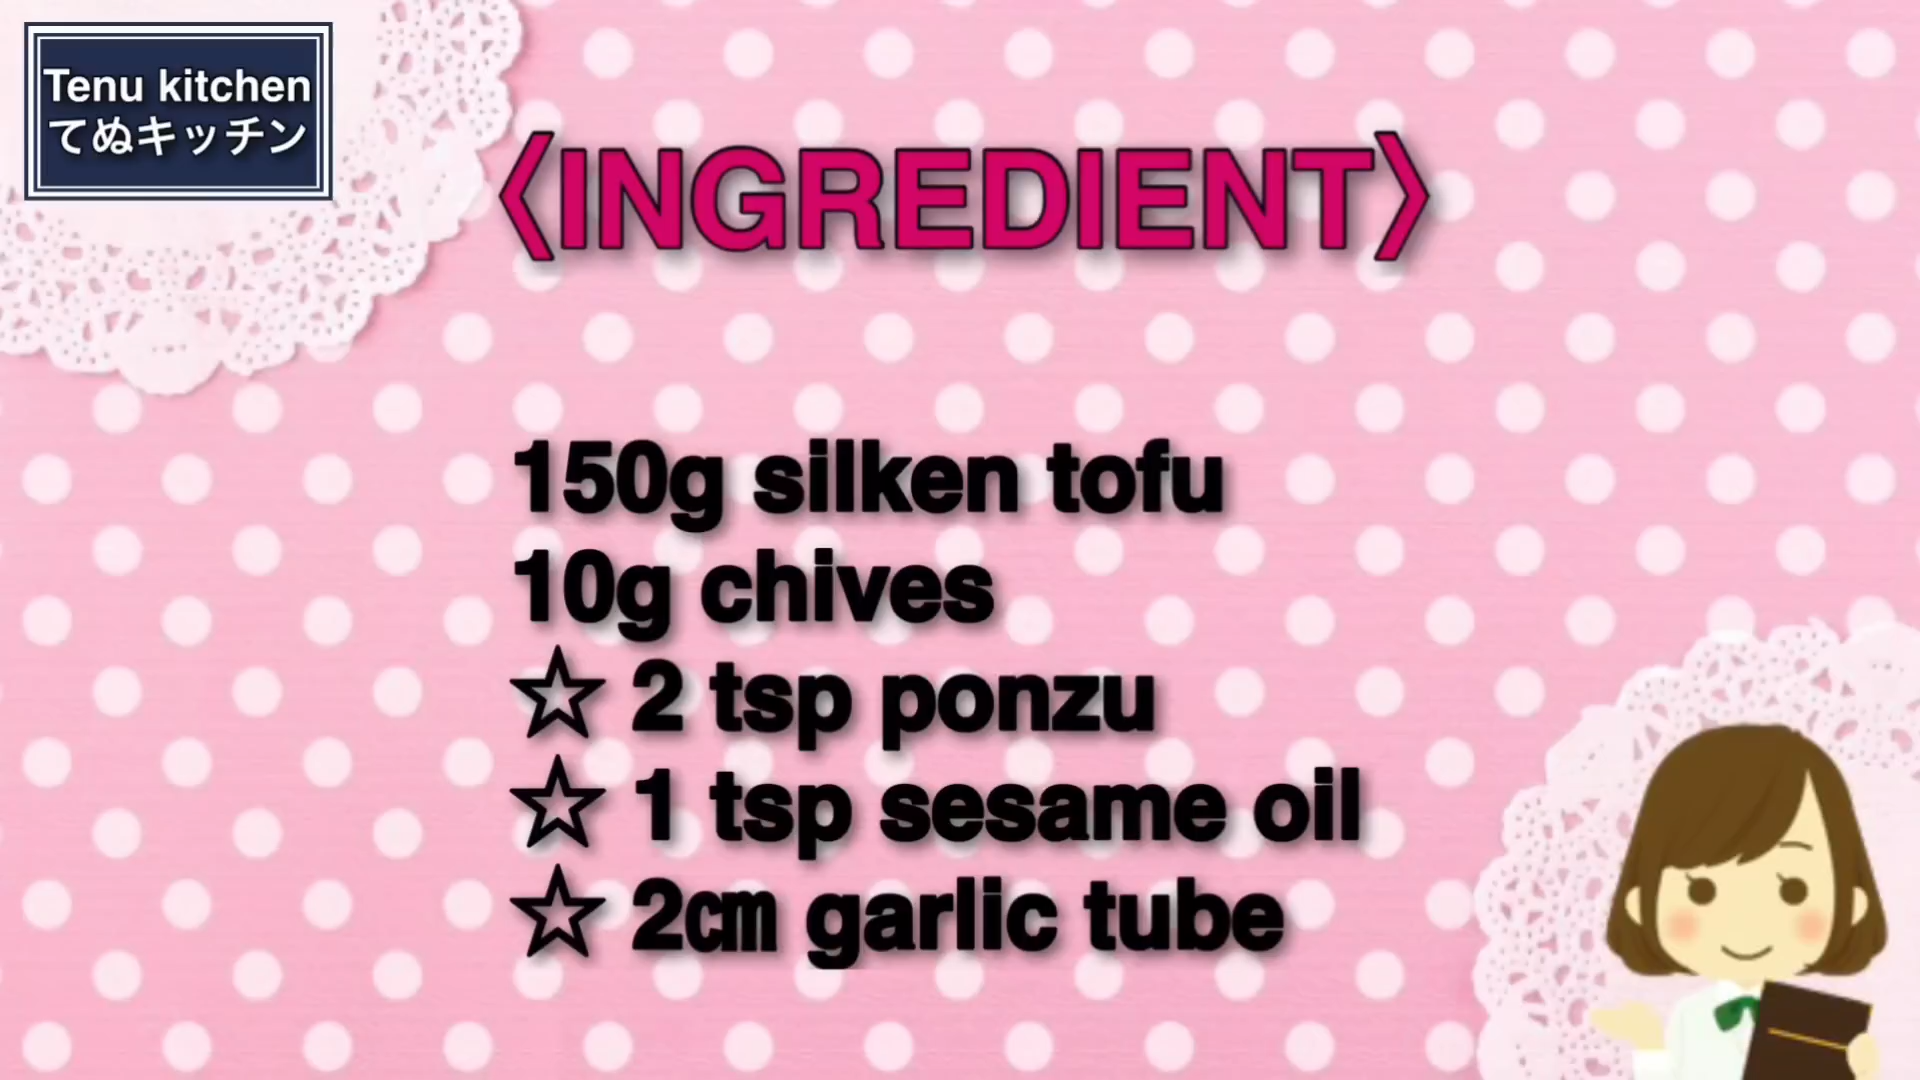 Tenu kitchen
てぬキッチン
〈INGREDIENT〉
150g silken tofu
10g chives
☆ 2 tsp ponzu
☆ 1 tsp sesame oil
☆ 2㎝ garlic tube